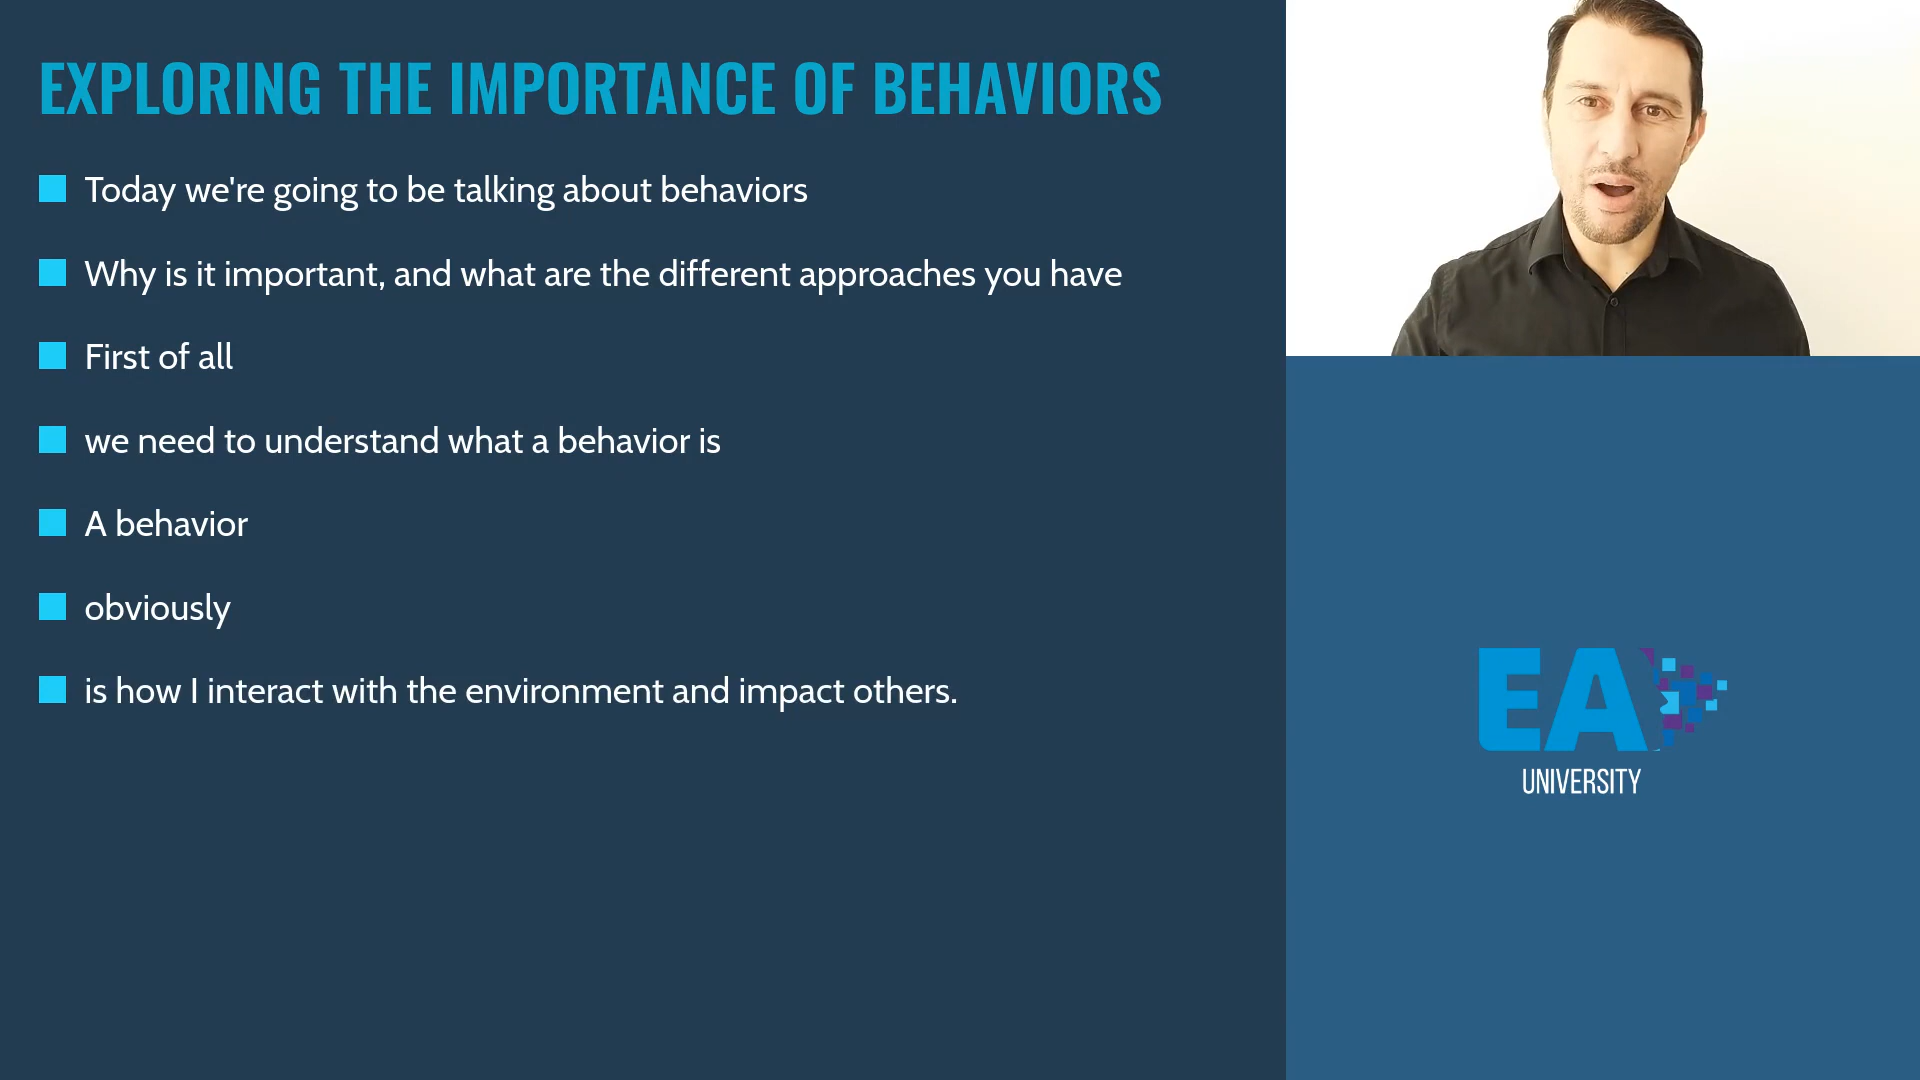 EXPLORING THE IMPORTANCE OF BEHAVIORS
Today we're going to be talking about behaviors
Why is it important, and what are the different approaches you have
First of all
we need to understand what a behavior is
A behavior
obviously
is how I interact with the environment and impact others.
EA
UNIVERSITY